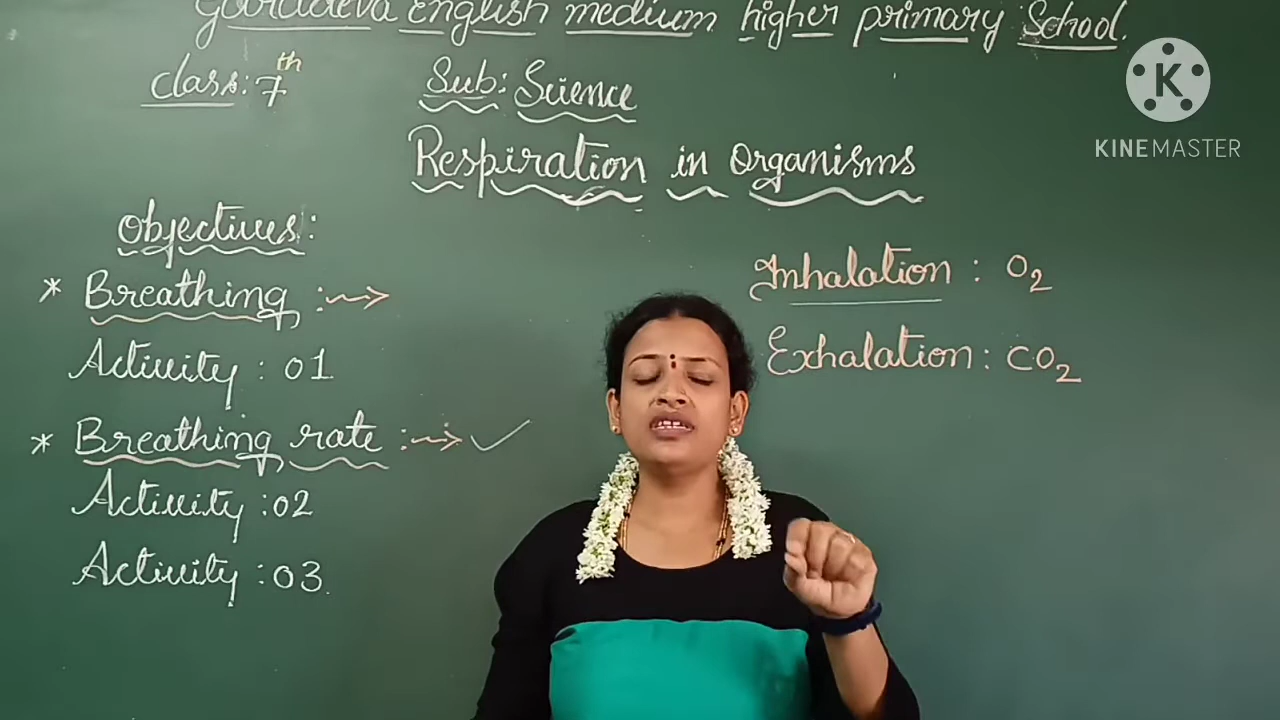 English medium higher primary School.
class: 7th
Sub: Science
Respiration in Organisms
Objectives:
* Breathing :
Activity : 01
* Breathing rate : ✓
Activity : 02
Activity : 03.
Inhalation : O2
Exhalation : CO2
K
KINEMASTER